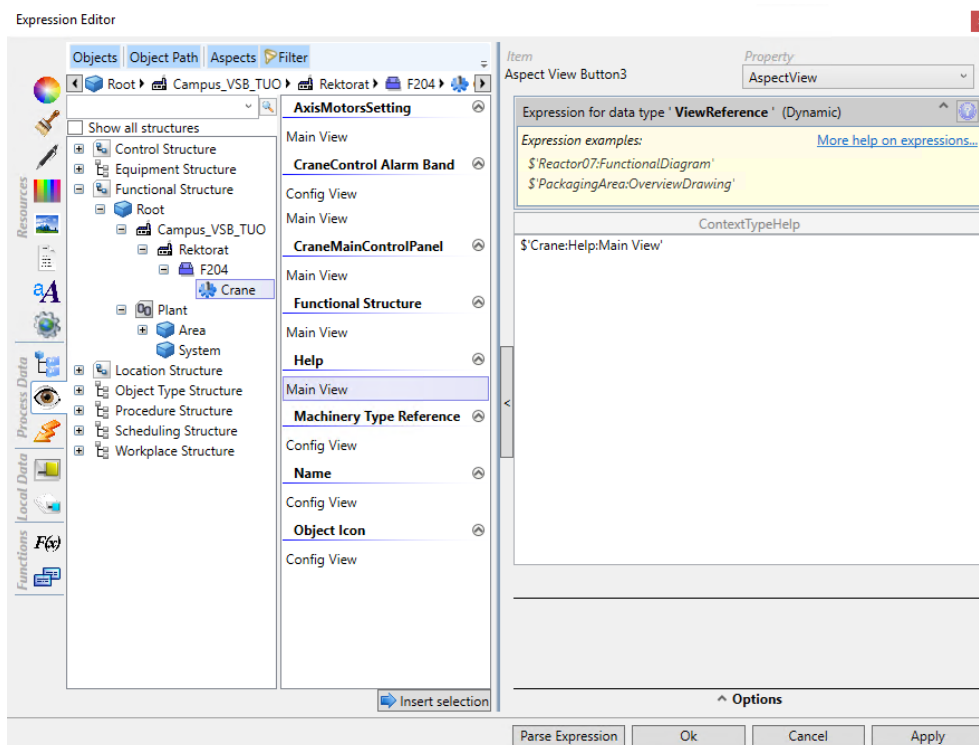 Expression Editor
Objects Object Path Aspects Filter
Root Campus_VSB_TUO Rektorat F204
Show all structures
Control Structure
Equipment Structure
Functional Structure
Root
Campus_VSB_TUO
Rektorat
F204
Crane
Plant
Area
System
Location Structure
Object Type Structure
Procedure Structure
Scheduling Structure
Workplace Structure
Resources
Process Data
Local Data
Functions
aA
F(x)
AxisMotorsSetting
Main View
CraneControl Alarm Band
Config View
Main View
CraneMainControlPanel
Main View
Functional Structure
Main View
Help
Main View
Machinery Type Reference
Config View
Name
Config View
Object Icon
Config View
Insert selection
<
Item Property
Aspect View Button3 AspectView
Expression for data type ' ViewReference ' (Dynamic)
Expression examples: More help on expressions...
$'Reactor07:FunctionalDiagram'
$'PackagingArea:OverviewDrawing'
ContextTypeHelp
$'Crane:Help:Main View'
Options
Parse Expression Ok Cancel Apply